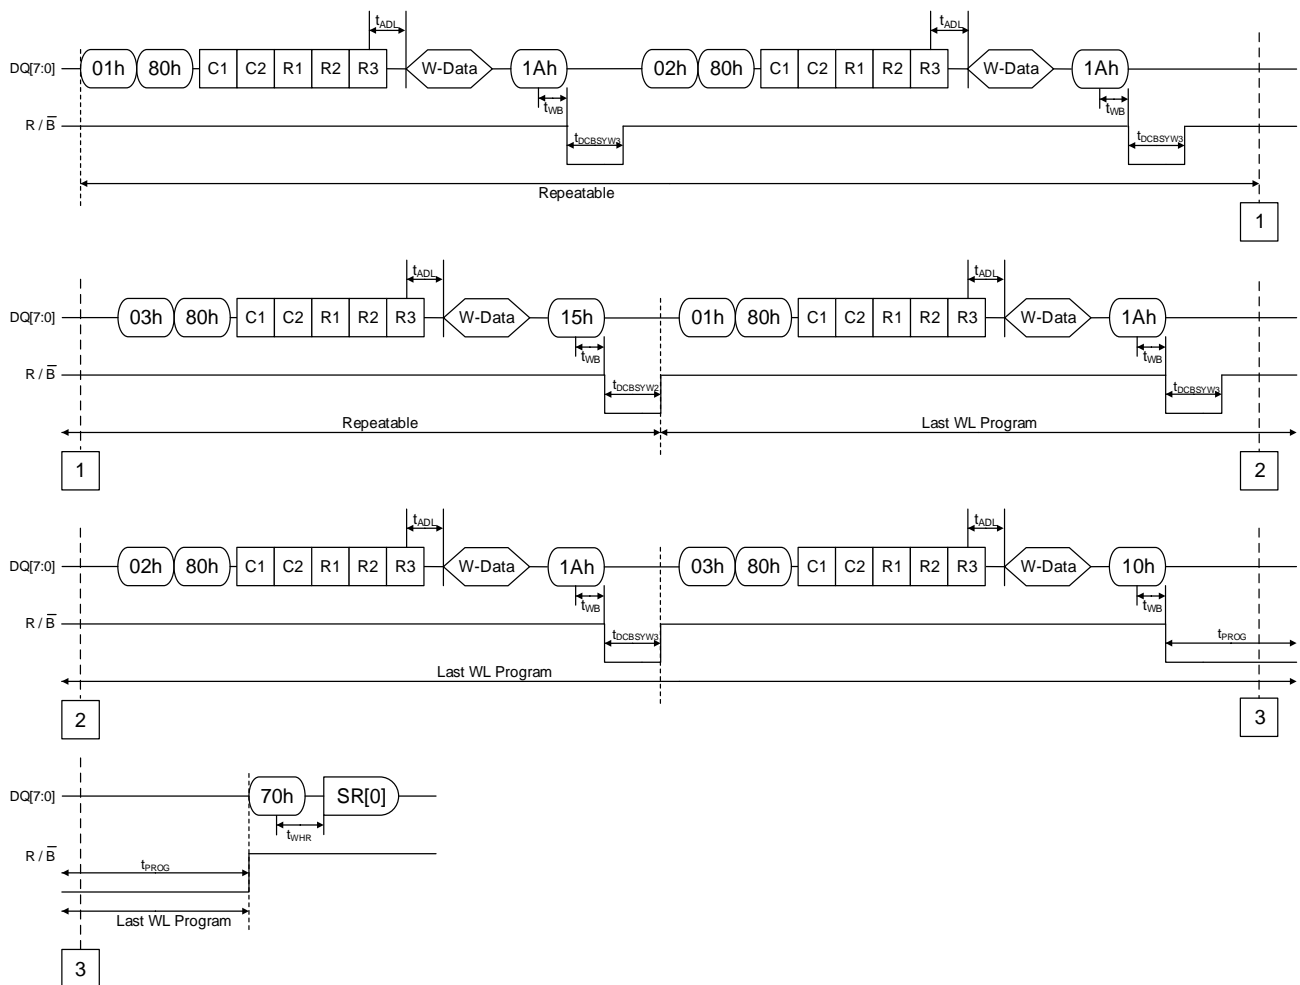 tADL tADL
DQ[7:0] 01h 80h C1 C2 R1 R2 R3 W-Data 1Ah 02h 80h C1 C2 R1 R2 R3 W-Data 1Ah
tWB tWB
R / B
tDCBSYW3 tDCBSYW3
Repeatable
1
tADL tADL
DQ[7:0] 03h 80h C1 C2 R1 R2 R3 W-Data 15h 01h 80h C1 C2 R1 R2 R3 W-Data 1Ah
tWB tWB
R / B
tDCBSYW2 tDCBSYW3
Repeatable Last WL Program
1 2
tADL tADL
DQ[7:0] 02h 80h C1 C2 R1 R2 R3 W-Data 1Ah 03h 80h C1 C2 R1 R2 R3 W-Data 10h
tWB tWB
R / B
tDCBSYW3 tPROG
Last WL Program
2 3
DQ[7:0] 70h SR[0]
tWHR
R / B
tPROG
Last WL Program
3